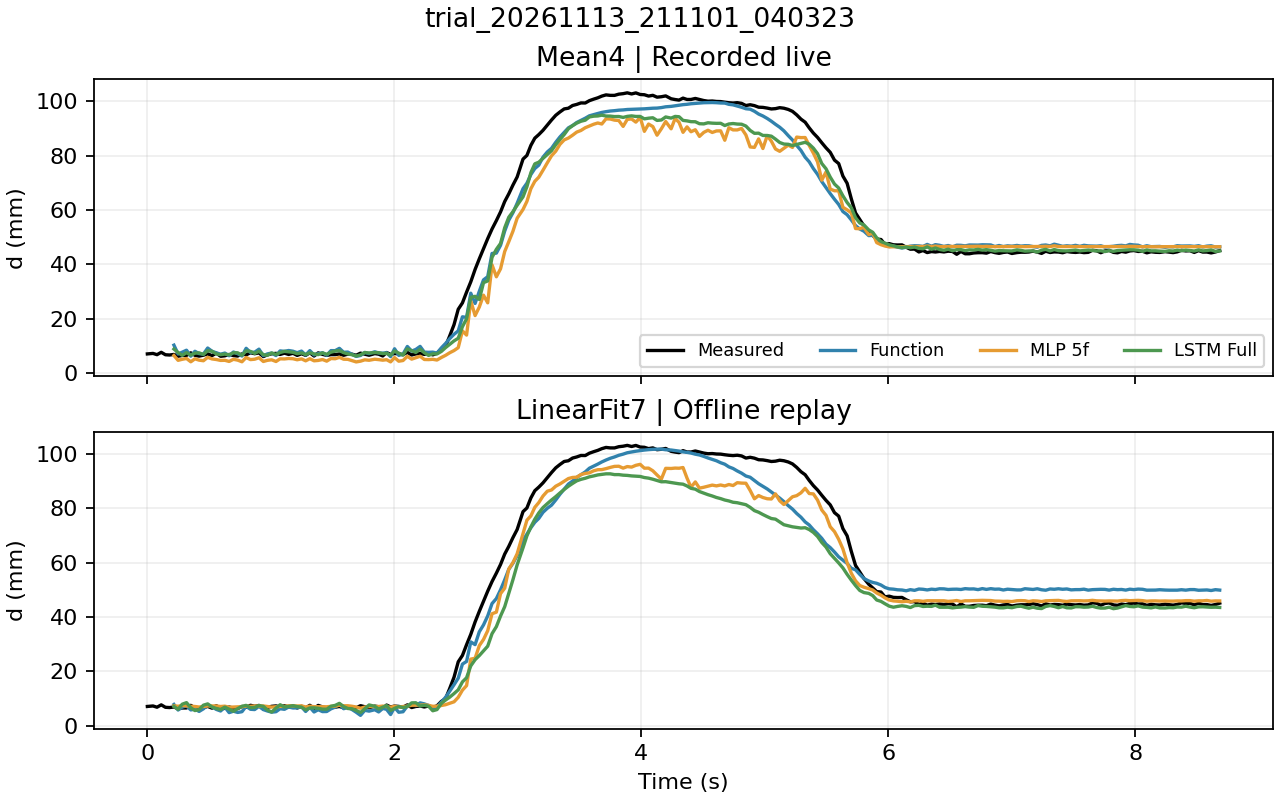 trial_20261113_211101_040323
Mean4 | Recorded live
100
80
60
40
20
0
d (mm)
Measured
Function
MLP 5f
LSTM Full
LinearFit7 | Offline replay
100
80
60
40
20
0
d (mm)
0
2
4
6
8
Time (s)